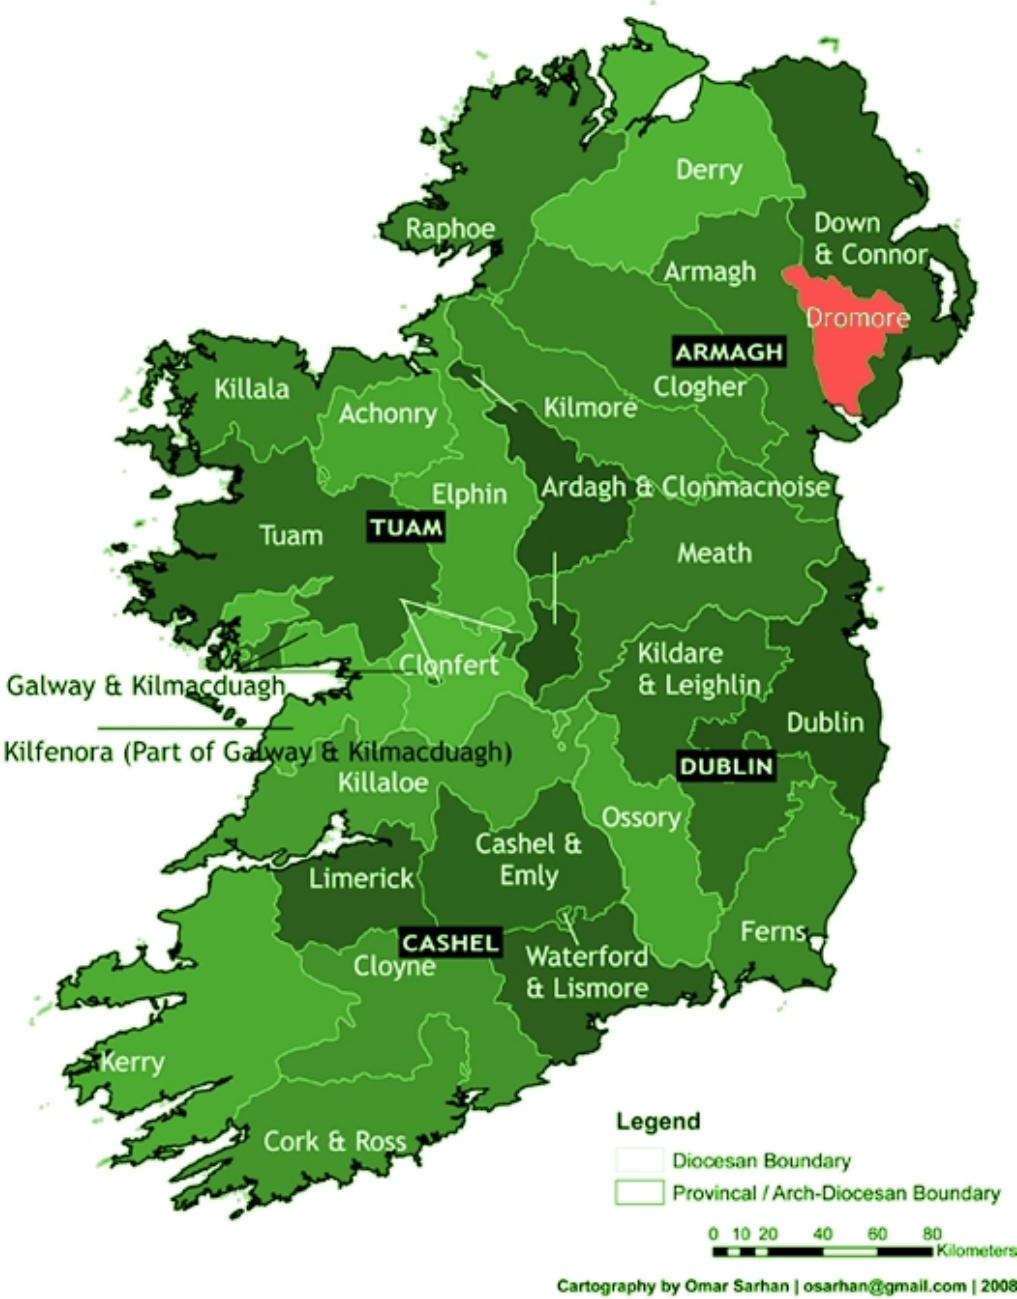 Derry
Raphoe
Down
& Connor
Armagh
Dromore
ARMAGH
Clogher
Killala
Achonry
Kilmore
Elphin
Ardagh & Clonmacnoise
TUAM
Tuam
Meath
Clonfert
Kildare
& Leighlin
Galway & Kilmacduagh
Dublin
Kilfenora (Part of Galway & Kilmacduagh)
DUBLIN
Killaloe
Ossory
Cashel &
Emly
Limerick
Ferns
CASHEL
Cloyne
Waterford
& Lismore
Kerry
Cork & Ross
Legend
Diocesan Boundary
Provincal / Arch-Diocesan Boundary
0 10 20 40 60 80
Kilometers
Cartography by Omar Sarhan | osarhan@gmail.com | 2008